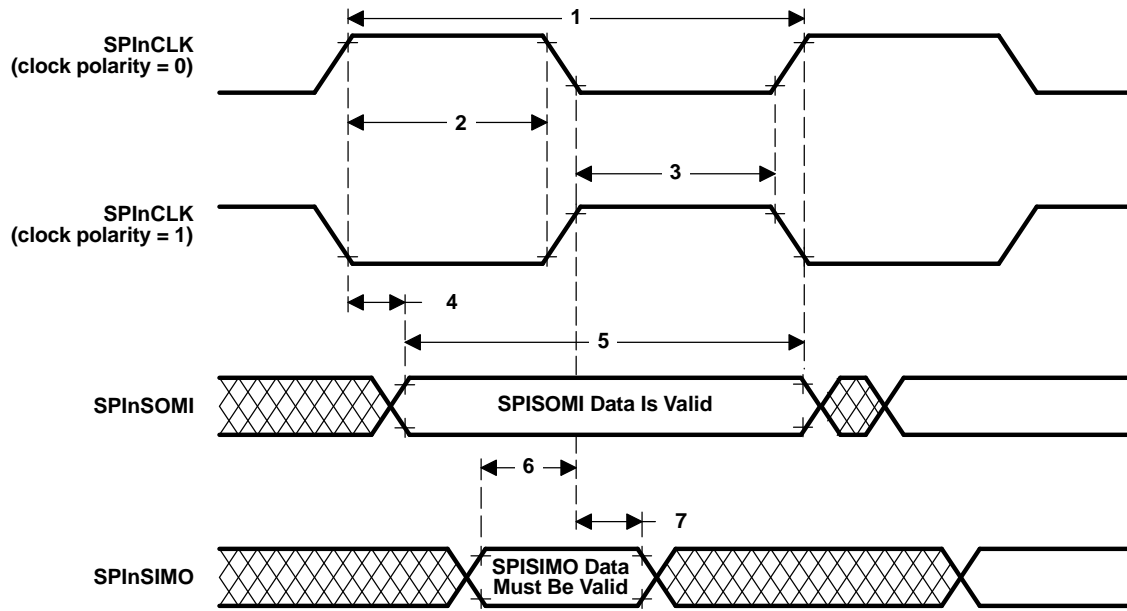 1
SPInCLK
(clock polarity = 0)
2
3
SPInCLK
(clock polarity = 1)
4
5
SPInSOMI
SPISOMI Data Is Valid
6
7
SPInSIMO
SPISIMO Data
Must Be Valid